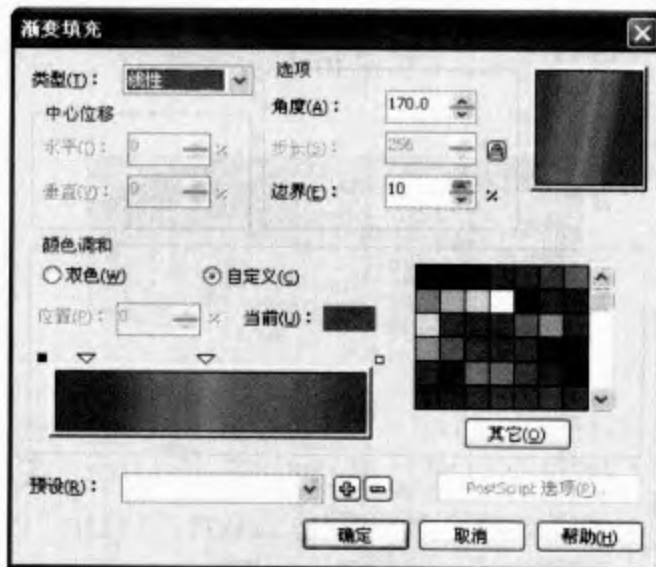 渐变填充
类型(T): 线性
选项
中心位移
角度(A): 170.0
水平(I): 0 %
步长(S): 256
垂直(V): 0 %
边界(E): 10 %
颜色调和
双色(W) 自定义(C)
位置(P): 0 % 当前(U):
其它(O)
预设(R):
PostScript 选项(P)..
确定 取消 帮助(H)